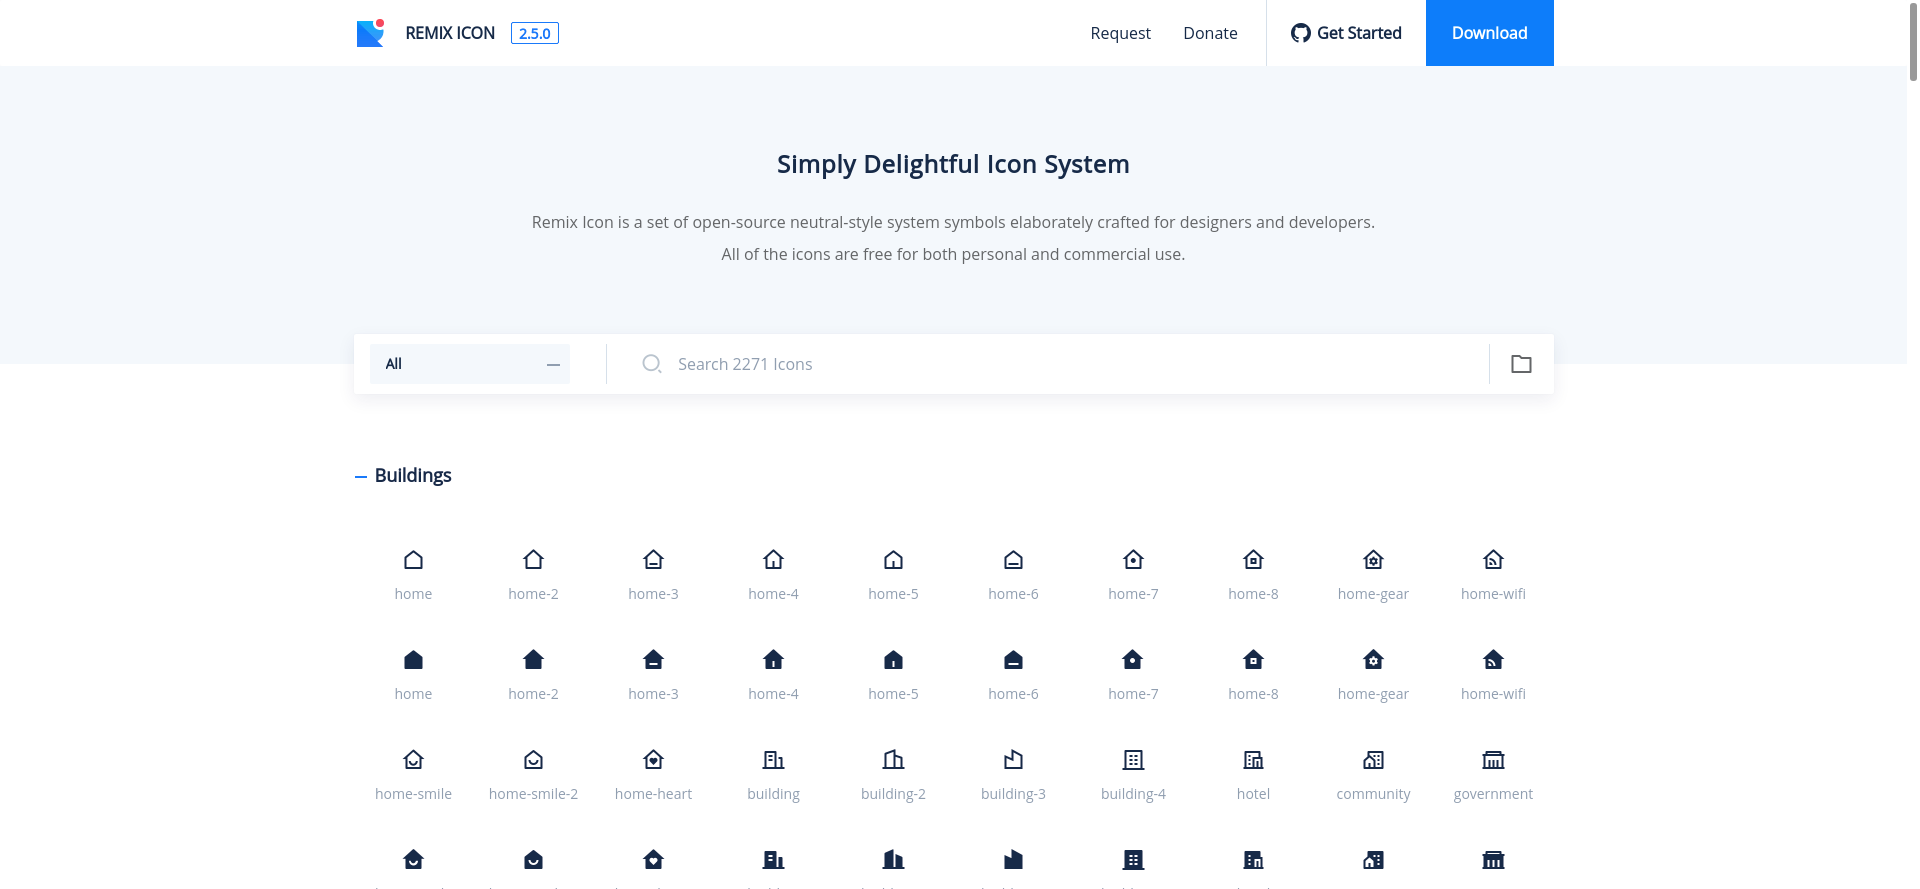 REMIX ICON 2.5.0 Request Donate Get Started Download
Simply Delightful Icon System
Remix Icon is a set of open-source neutral-style system symbols elaborately crafted for designers and developers.
All of the icons are free for both personal and commercial use.
All Search 2271 Icons
Buildings
home home-2 home-3 home-4 home-5 home-6 home-7 home-8 home-gear home-wifi
home home-2 home-3 home-4 home-5 home-6 home-7 home-8 home-gear home-wifi
home-smile home-smile-2 home-heart building building-2 building-3 building-4 hotel community government